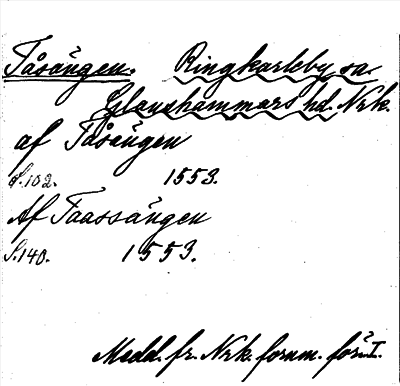 Tåsängen. Ringkarleby sn.
Glanshammars hd. Nrk.
af Tåsängen
S. 102. 1553.
Af Taassängen
S. 140. 1553.
Medd. fr. Nrk. fornm. för. I.